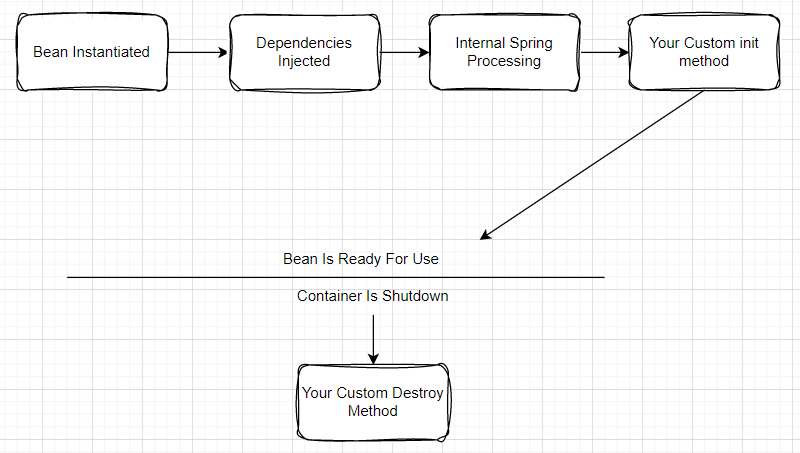 Bean Instantiated
Dependencies
Injected
Internal Spring
Processing
Your Custom init
method
Bean Is Ready For Use
Container Is Shutdown
Your Custom Destroy
Method